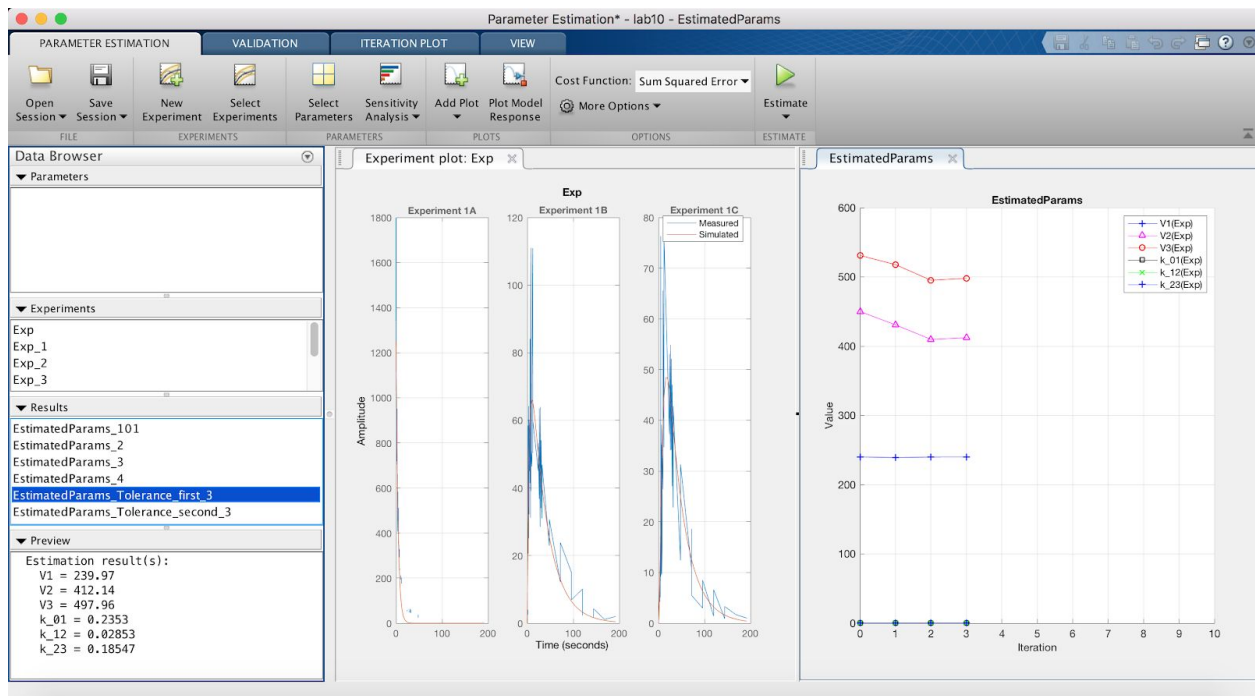 Parameter Estimation* - lab10 - EstimatedParams
PARAMETER ESTIMATION VALIDATION ITERATION PLOT VIEW
Open Session Save Session New Experiment Select Experiments Select Parameters Sensitivity Analysis Add Plot Plot Model Response Cost Function: Sum Squared Error Estimate
More Options
FILE EXPERIMENTS PARAMETERS PLOTS OPTIONS ESTIMATE
Data Browser
Parameters
Experiments
Exp
Exp_1
Exp_2
Exp_3
Results
EstimatedParams_101
EstimatedParams_2
EstimatedParams_3
EstimatedParams_4
EstimatedParams_Tolerance_first_3
EstimatedParams_Tolerance_second_3
Preview
Estimation result(s):
V1 = 239.97
V2 = 412.14
V3 = 497.96
k_01 = 0.2353
k_12 = 0.02853
k_23 = 0.18547
Experiment plot: Exp
Exp
Experiment 1A Experiment 1B Experiment 1C
Measured
Simulated
Amplitude
1800
1600
1400
1200
1000
800
600
400
200
0
0 100 200
120
100
80
60
40
20
0
0 100 200
80
70
60
50
40
30
20
10
0
0 100 200
Time (seconds)
EstimatedParams
EstimatedParams
V1(Exp)
V2(Exp)
V3(Exp)
k_01(Exp)
k_12(Exp)
k_23(Exp)
Value
600
500
400
300
200
100
0
0 1 2 3 4 5 6 7 8 9 10
Iteration